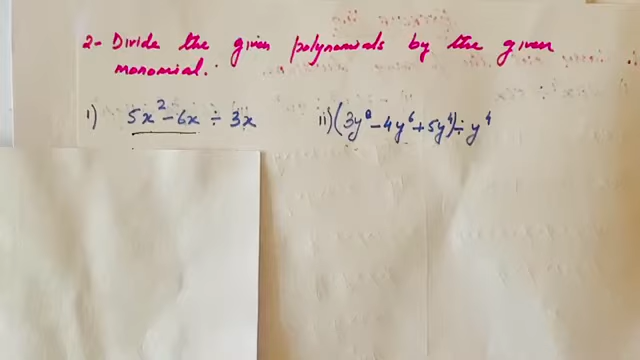 2- Divide the given polynomials by the given
monomial.
i) 5x² - 6x ÷ 3x ii) (3y⁸ - 4y⁶ + 5y⁴) ÷ y⁴